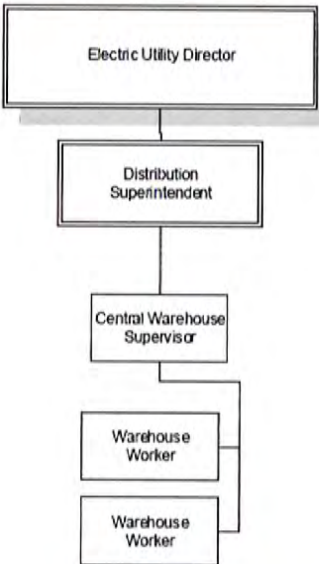 Electric Utility Director
Distribution
Superintendent
Central Warehouse
Supervisor
Warehouse
Worker
Warehouse
Worker